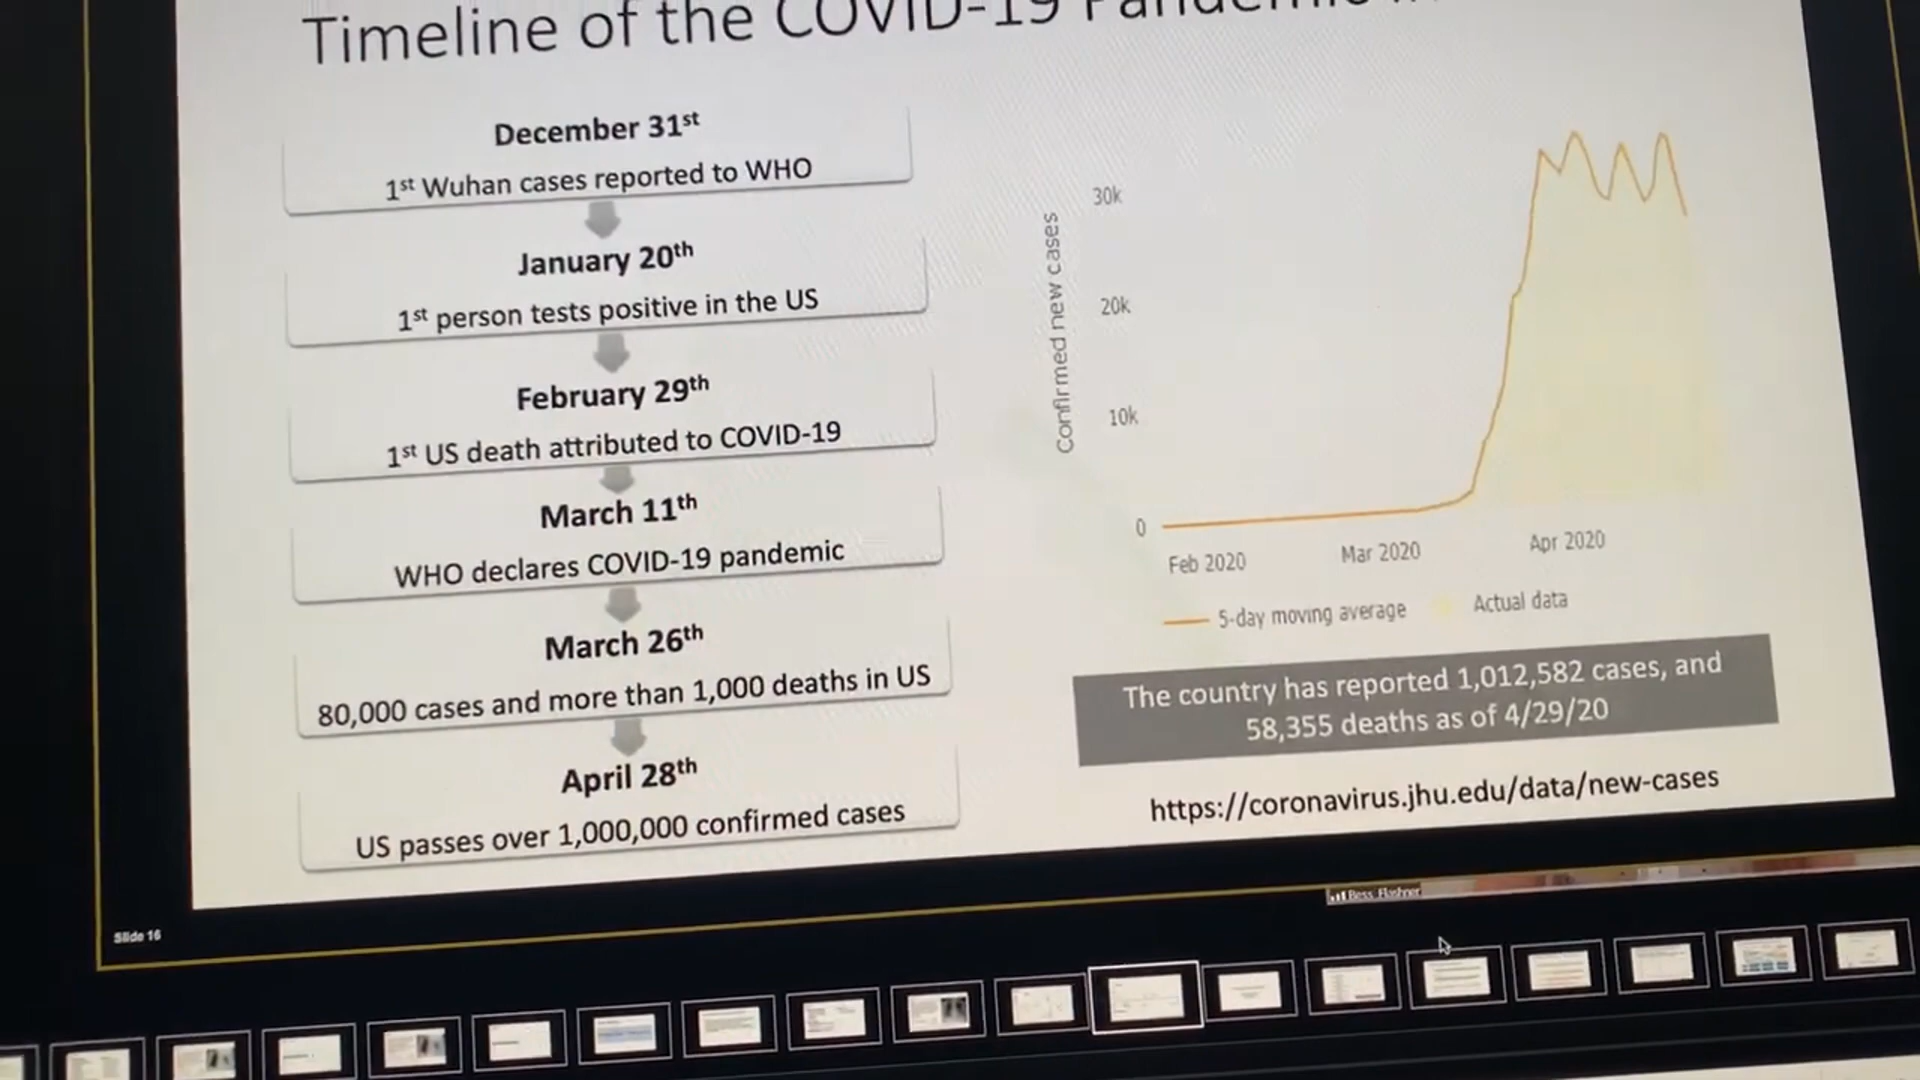 Timeline of the COVID-19 Pandemic in
December 31st
1st Wuhan cases reported to WHO
January 20th
1st person tests positive in the US
February 29th
1st US death attributed to COVID-19
March 11th
WHO declares COVID-19 pandemic
March 26th
80,000 cases and more than 1,000 deaths in US
April 28th
US passes over 1,000,000 confirmed cases
Confirmed new cases
30k
20k
10k
0
Feb 2020 Mar 2020 Apr 2020
5-day moving average Actual data
The country has reported 1,012,582 cases, and
58,355 deaths as of 4/29/20
https://coronavirus.jhu.edu/data/new-cases
Slide 16